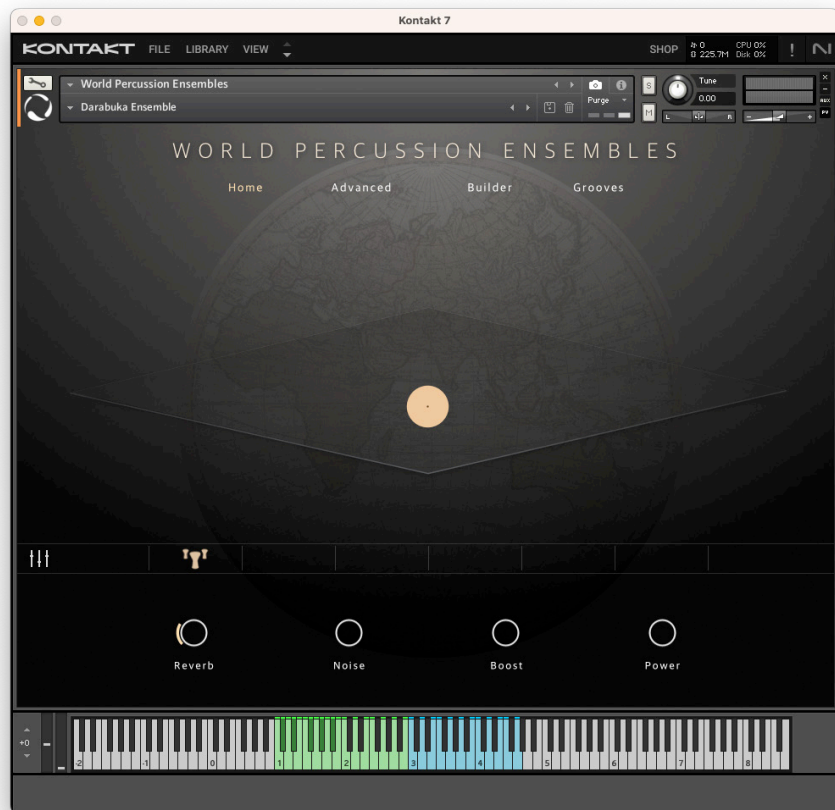 Kontakt 7
KONTAKT FILE LIBRARY VIEW SHOP 0 CPU 0% !
225.7M Disk 0%
World Percussion Ensembles S Tune
Darabuka Ensemble Purge 0.00
M L R - +
AUX
PV
WORLD PERCUSSION ENSEMBLES
Home Advanced Builder Grooves
Reverb Noise Boost Power
+0
-2 -1 0 1 2 3 4 5 6 7 8